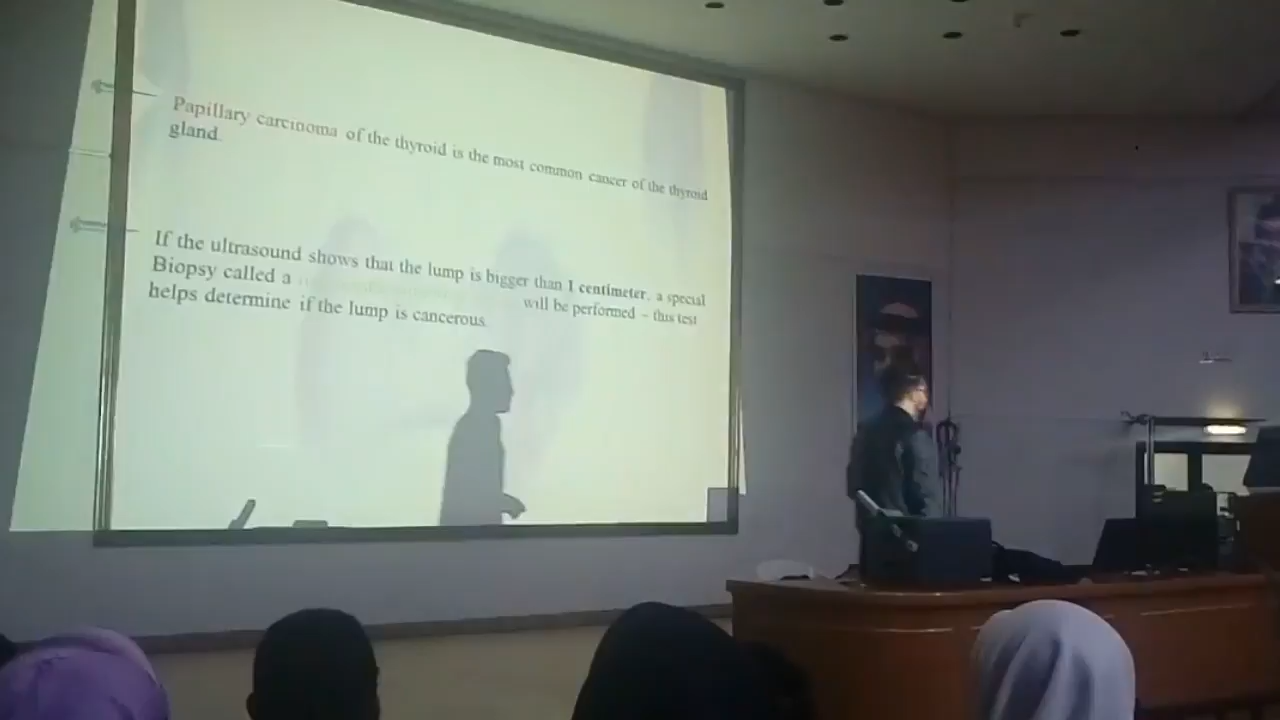 Papillary carcinoma of the thyroid is the most common cancer of the thyroid
gland.
If the ultrasound shows that the lump is bigger than 1 centimeter, a special
Biopsy called a will be performed – this test
helps determine if the lump is cancerous.